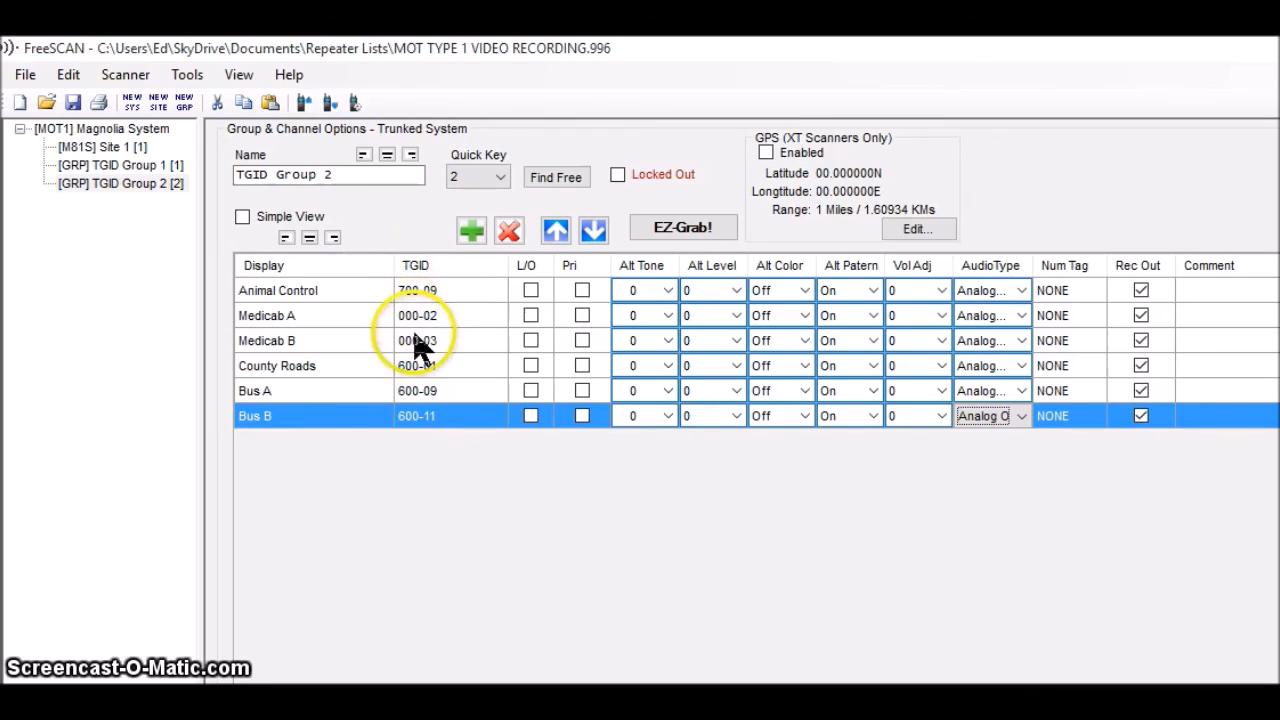 FreeSCAN - C:\Users\Ed\SkyDrive\Documents\Repeater Lists\MOT TYPE 1 VIDEO RECORDING.996
File Edit Scanner Tools View Help
NEW SYS NEW SITE NEW GRP
[MOT1] Magnolia System
[M81S] Site 1 [1]
[GRP] TGID Group 1 [1]
[GRP] TGID Group 2 [2]
Group & Channel Options - Trunked System
Name Quick Key
TGID Group 2 2 Find Free Locked Out
GPS (XT Scanners Only)
Enabled
Latitude 00.000000N
Longtitude: 00.000000E
Range: 1 Miles / 1.60934 KMs
Edit...
Simple View
EZ-Grab!
Display TGID L/O Pri Alt Tone Alt Level Alt Color Alt Patern Vol Adj AudioType Num Tag Rec Out Comment
Animal Control 700-09 0 0 Off On 0 Analog... NONE
Medicab A 000-02 0 0 Off On 0 Analog... NONE
Medicab B 000-03 0 0 Off On 0 Analog... NONE
County Roads 0 0 Off On 0 Analog... NONE
Bus A 600-09 0 0 Off On 0 Analog... NONE
Bus B 600-11 0 0 Off On 0 Analog O NONE
Screencast-O-Matic.com